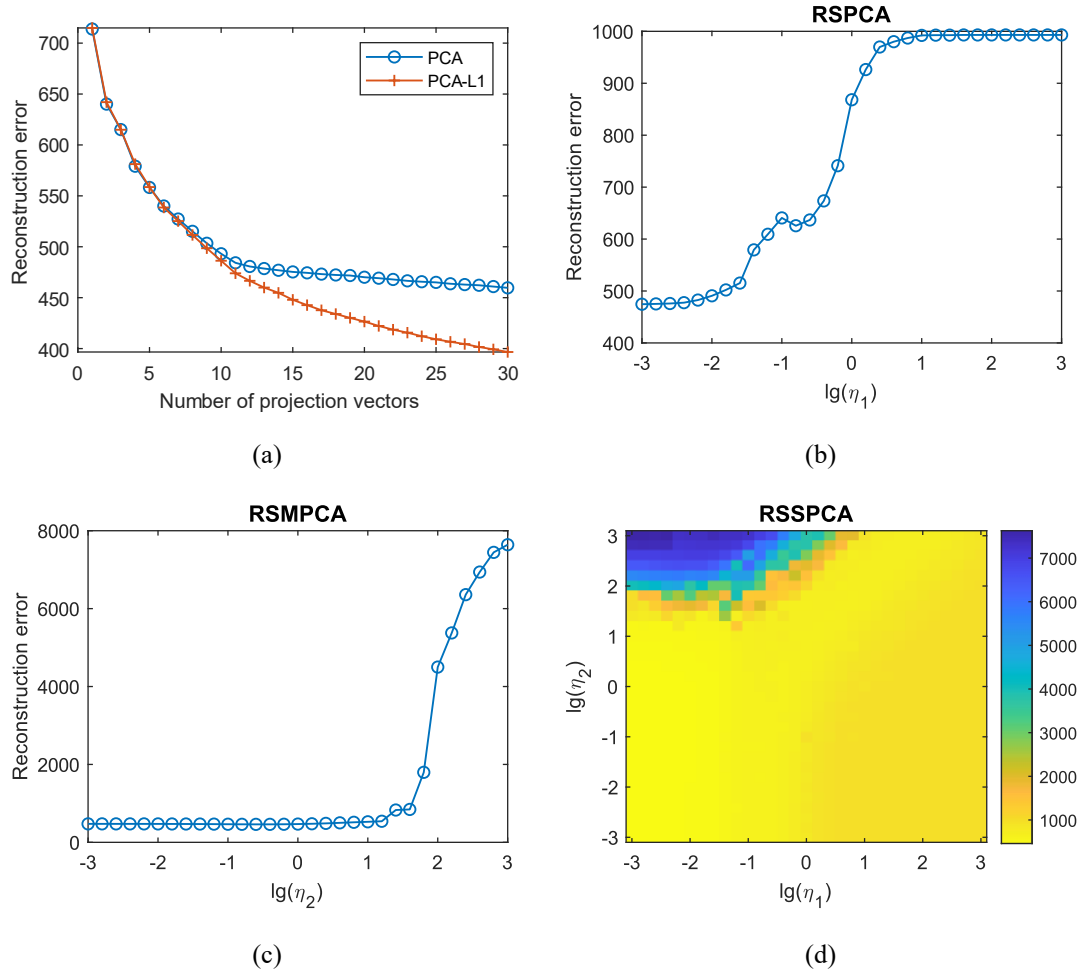 700
650
600
550
500
450
400
0 5 10 15 20 25 30
Reconstruction error
Number of projection vectors
PCA
PCA-L1
(a)
RSPCA
1000
900
800
700
600
500
400
-3 -2 -1 0 1 2 3
Reconstruction error
lg(η₁)
(b)
RSMPCA
8000
6000
4000
2000
0
-3 -2 -1 0 1 2 3
Reconstruction error
lg(η₂)
(c)
RSSPCA
3
2
1
0
-1
-2
-3
-3 -2 -1 0 1 2 3
lg(η₂)
lg(η₁)
7000
6000
5000
4000
3000
2000
1000
(d)